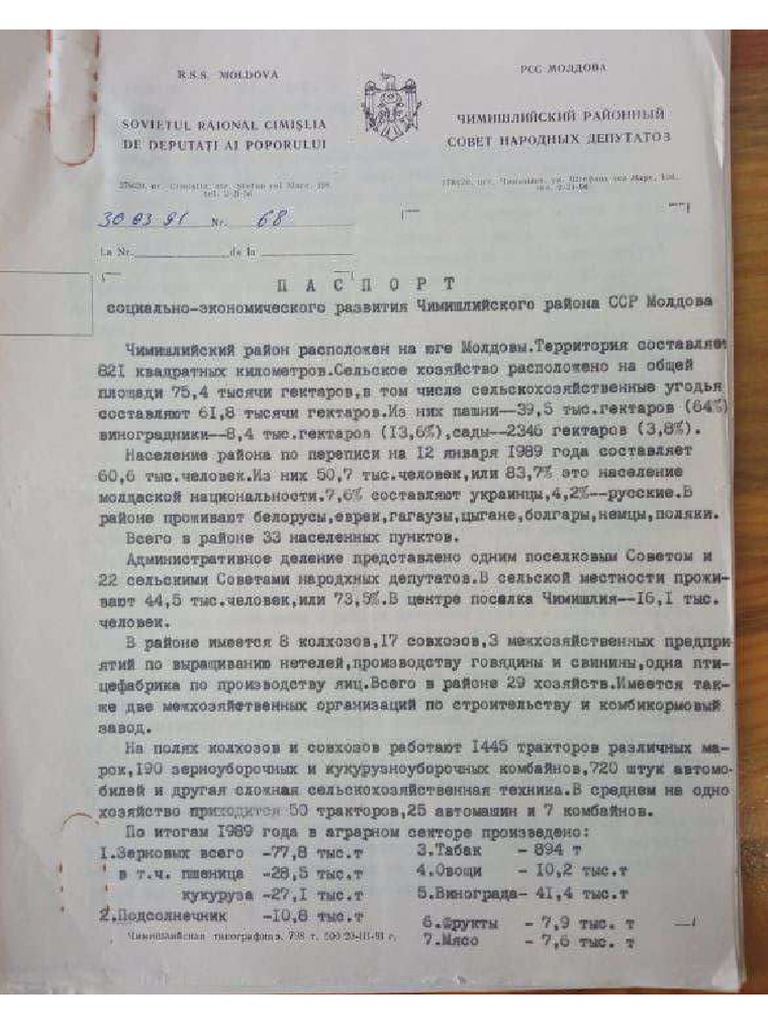 R.S.S. MOLDOVA
SOVIETUL RAIONAL CIMIŞLIA
DE DEPUTAŢI AI POPORULUI
РСС МОЛДОВА
ЧИМИШЛИЙСКИЙ РАЙОННЫЙ
СОВЕТ НАРОДНЫХ ДЕПУТАТОЗ
30 03 91 Nr. 68
La Nr. de la
ПАСПОРТ
социально-экономического развития Чимишлийского района ССР Молдова
Чимишлийский район расположен на юге Молдовы.Территория составляет
821 квадратных километров.Сельское хозяйство расположено на общей
площади 75,4 тысячи гектаров,в том числе сельскохозяйственные угодья
составляют 61,8 тысячи гектаров.Из них пашни--39,5 тыс.гектаров (64%)
виноградники--8,4 тыс.гектаров (13,6%),сады--2346 гектаров (3,8%).
Население района по переписи на 12 января 1989 года составляет
60,6 тыс.человек.Из них 50,7 тыс.человек,или 83,7% это население
молдаской национальности.7,6% составляют украинцы,4,2%--русские.В
районе проживают белорусы,евреи,гагаузы,цыгане,болгары,немцы,поляки.
Всего в районе 33 населенных пунктов.
Административное деление представлено одним поселковым Советом и
22 сельскими Советами народхных депутатов.В сельской местности прожи-
вают 44,5 тыс.человек,или 73,5%.В центре поселка Чимишлия--16,1 тыс.
человек.
В районе имеется 8 колхозов,17 совхозов,3 межхозяйственных предпри
ятий по выращиванию нетелей,производству говядины и свинины,одна пти-
цефабрика по производству яиц.Всего в районе 29 хозяйств.Имеется так-
же две межхозяйственных организаций по строительству и комбикормовый
завод.
На полях колхозов и совхозов работают 1445 тракторов различных ма-
рок,190 зерноуборочных и кукурузноуборочных комбайнов,720 штук автомо-
билей и другая сложная сельскохозяйственная техника.В среднем на одно
хозяйство приходится 50 тракторов,25 автомашин и 7 комбайнов.
По итогам 1989 года в аграрном секторе произведено:
1.Зерновых всего -77,8 тыс.т
в т.ч. пшеница -28,5 тыс.т
кукуруза -27,1 тыс.т
2.Подсолнечник -10,8 тыс.т
3.Табак - 894 т
4.Овощи - 10,2 тыс.т
5.Винограда- 41,4 тыс.т
6.Фрукты - 7,9 тыс. т
7.Мясо - 7,6 тыс. т
Чимишлийская типография з. 798 т. 500 20-III-91 г.